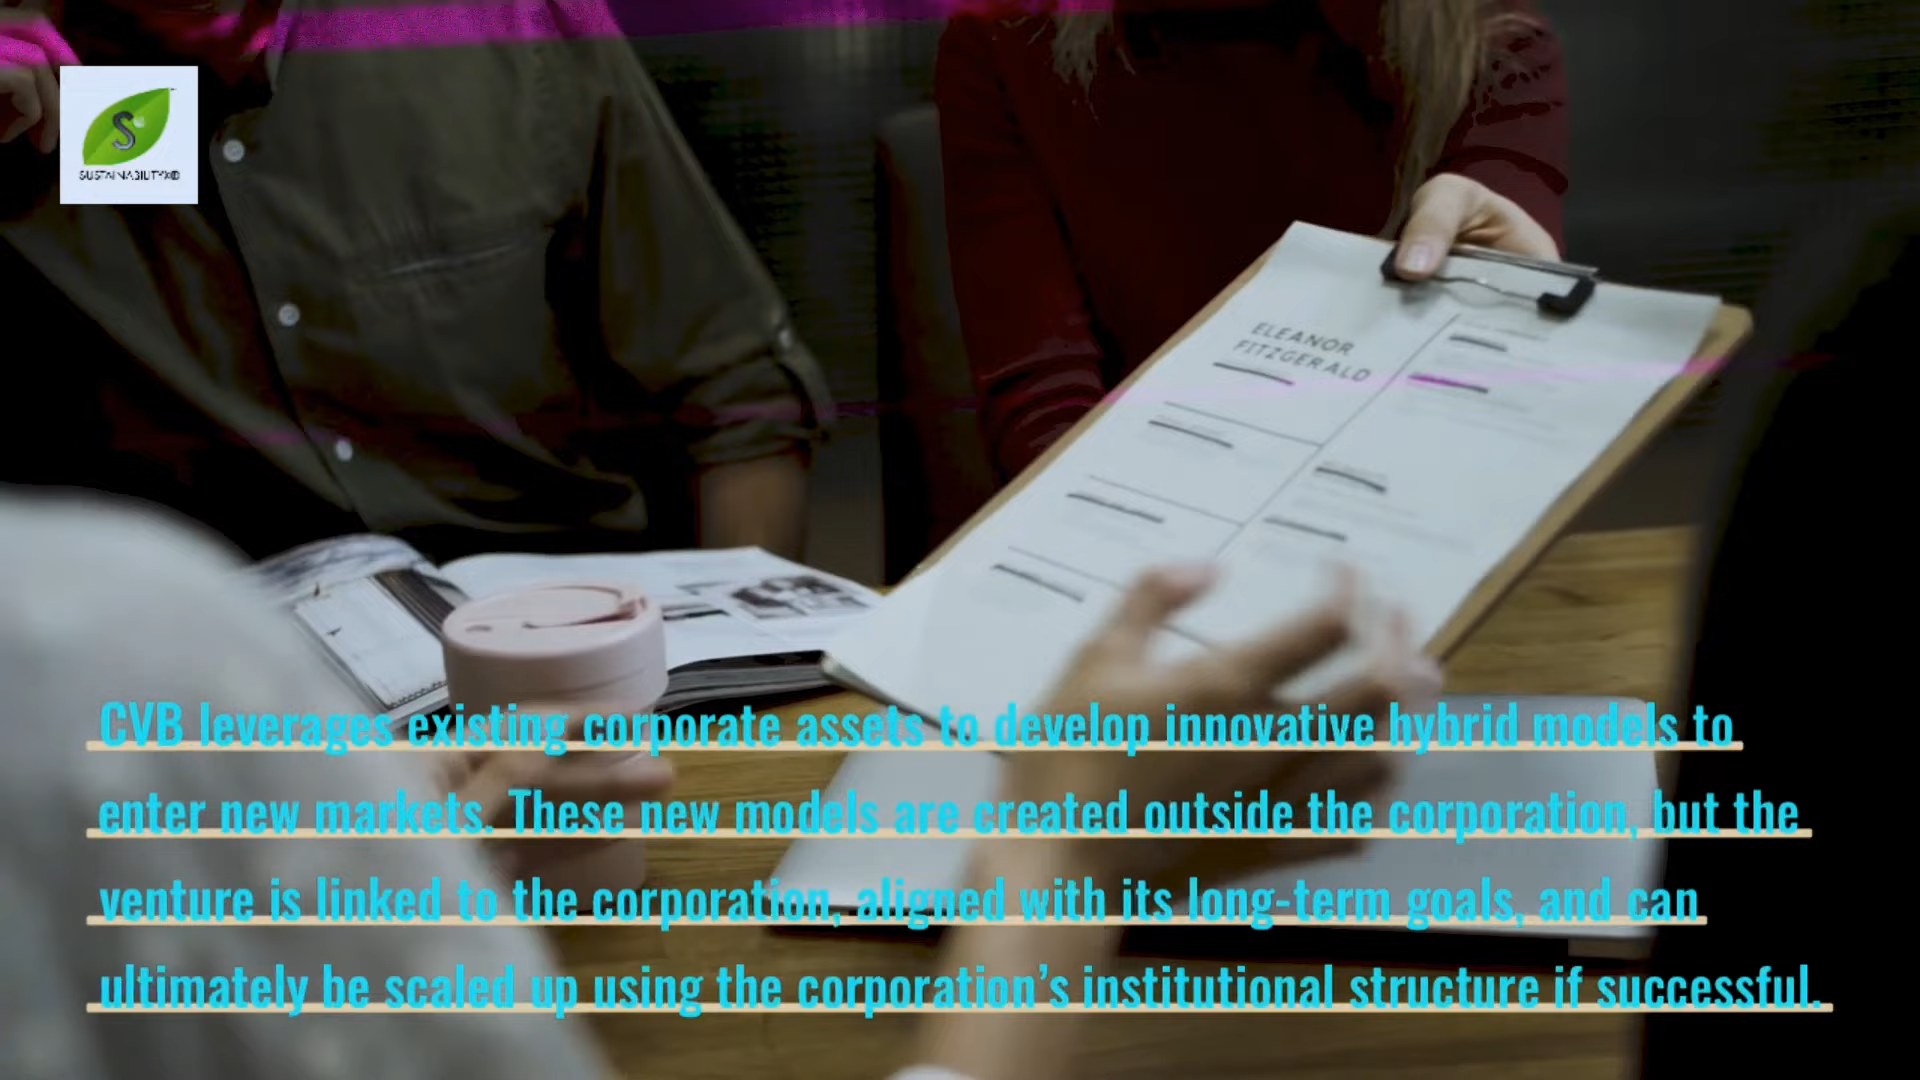 S
ELEANOR
FITZGERALD
CVB leverages existing corporate assets to develop innovative hybrid models to
enter new markets. These new models are created outside the corporation, but the
venture is linked to the corporation, aligned with its long-term goals, and can
ultimately be scaled up using the corporation’s institutional structure if successful.